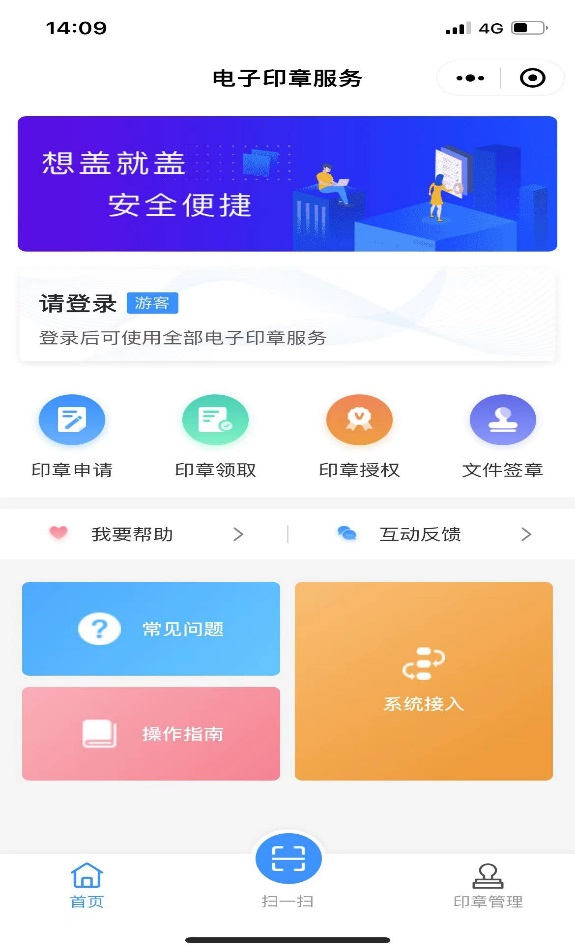 14:09
4G
电子印章服务
想盖就盖
安全便捷
请登录 游客
登录后可使用全部电子印章服务
印章申请 印章领取 印章授权 文件签章
我要帮助 互动反馈
常见问题
系统接入
操作指南
首页 扫一扫 印章管理